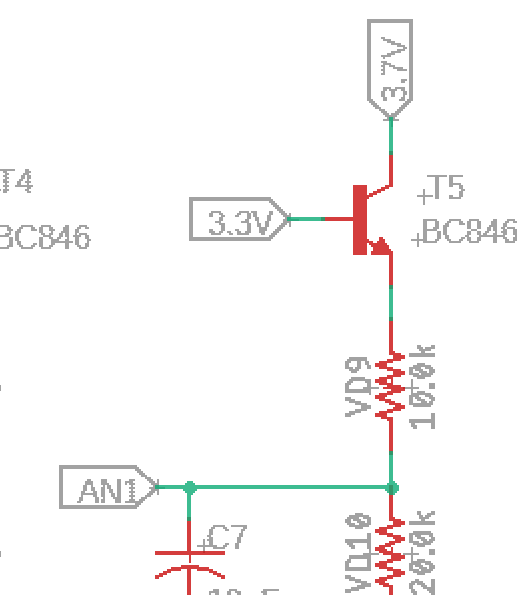 3.7V
T4
T5
3.3V
BC846
BC846
VD9
10.0k
AN1
C7
VD10
20.0k